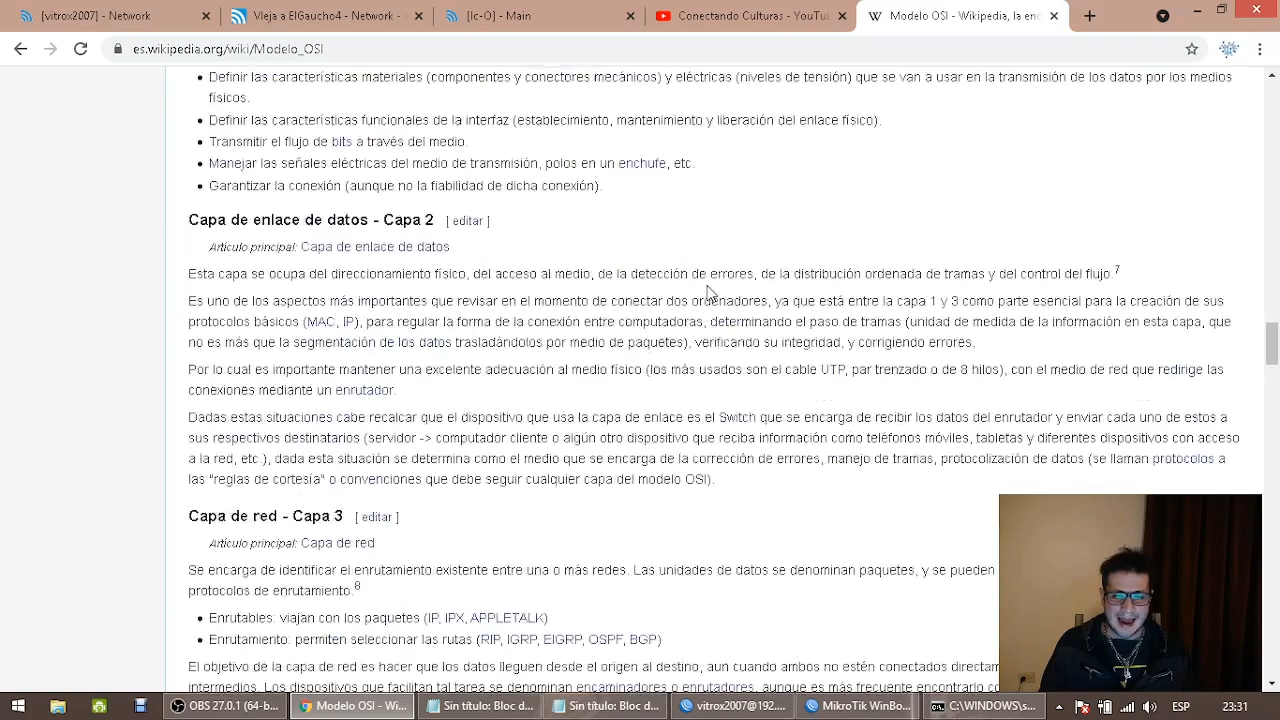 [vitrox2007] - Network
Vieja a ElGaucho4 - Network -
[Ic-O] - Main
Conectando Culturas - YouTu
Modelo OSI - Wikipedia, la enc
es.wikipedia.org/wiki/Modelo_OSI
Definir las características materiales (componentes y conectores mecánicos) y eléctricas (niveles de tensión) que se van a usar en la transmisión de los datos por los medios
físicos.
Definir las características funcionales de la interfaz (establecimiento, mantenimiento y liberación del enlace físico).
Transmitir el flujo de bits a través del medio.
Manejar las señales eléctricas del medio de transmisión, polos en un enchufe, etc.
Garantizar la conexión (aunque no la fiabilidad de dicha conexión).
Capa de enlace de datos - Capa 2 [ editar ]
Artículo principal: Capa de enlace de datos
Esta capa se ocupa del direccionamiento físico, del acceso al medio, de la detección de errores, de la distribución ordenada de tramas y del control del flujo.7
Es uno de los aspectos más importantes que revisar en el momento de conectar dos ordenadores, ya que está entre la capa 1 y 3 como parte esencial para la creación de sus
protocolos básicos (MAC, IP), para regular la forma de la conexión entre computadoras, determinando el paso de tramas (unidad de medida de la información en esta capa, que
no es más que la segmentación de los datos trasladándolos por medio de paquetes), verificando su integridad, y corrigiendo errores.
Por lo cual es importante mantener una excelente adecuación al medio físico (los más usados son el cable UTP, par trenzado o de 8 hilos), con el medio de red que redirige las
conexiones mediante un enrutador.
Dadas estas situaciones cabe recalcar que el dispositivo que usa la capa de enlace es el Switch que se encarga de recibir los datos del enrutador y enviar cada uno de estos a
sus respectivos destinatarios (servidor -> computador cliente o algún otro dispositivo que reciba información como teléfonos móviles, tabletas y diferentes dispositivos con acceso
a la red, etc.), dada esta situación se determina como el medio que se encarga de la corrección de errores, manejo de tramas, protocolización de datos (se llaman protocolos a
las "reglas de cortesía" o convenciones que debe seguir cualquier capa del modelo OSI).
Capa de red - Capa 3 [ editar ]
Artículo principal: Capa de red
Se encarga de identificar el enrutamiento existente entre una o más redes. Las unidades de datos se denominan paquetes, y se pueden
protocolos de enrutamiento.8
Enrutables: viajan con los paquetes (IP, IPX, APPLETALK)
Enrutamiento: permiten seleccionar las rutas (RIP, IGRP, EIGRP, OSPF, BGP)
El objetivo de la capa de red es hacer que los datos lleguen desde el origen al destino, aun cuando ambos no estén conectados directam
intermedios. Los dispositivos que facilitan tal tarea se denominan encaminadores o enrutadores, aunque es más frecuente encontrarlo co
OBS 27.0.1 (64-b...
Modelo OSI - Wi...
Sin título: Bloc d...
Sin título: Bloc d...
vitrox2007@192....
MikroTik WinBo...
C:\WINDOWS\s...
ESP
23:31